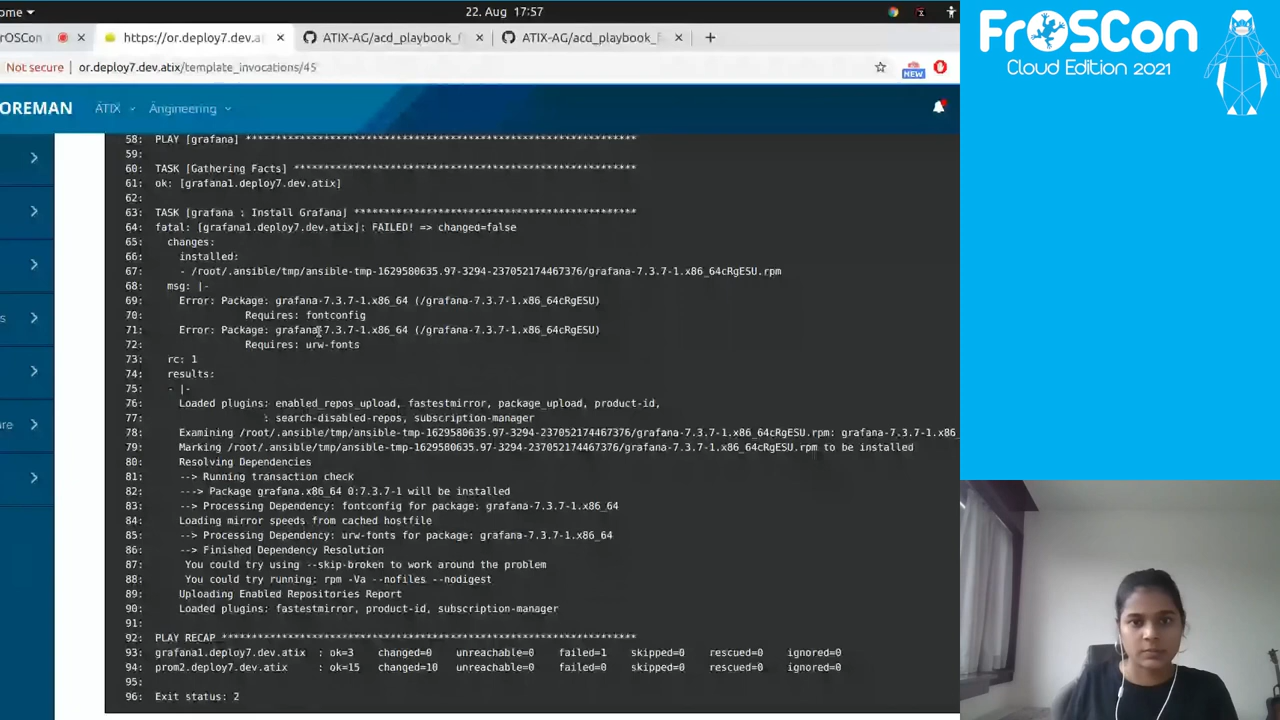 ome
22. Aug 17:57
rOSCon
https://or.deploy7.dev.a
ATIX-AG/acd_playbook_f
ATIX-AG/acd_playbook_F
Not secure
or.deploy7.dev.atix/template_invocations/45
NEW
OREMAN
ÄTIX
Ängineering
58: PLAY [grafana] *********************************************************
59:
60: TASK [Gathering Facts] *********************************************************
61: ok: [grafana1.deploy7.dev.atix]
62:
63: TASK [grafana : Install Grafana] ***********************************************
64: fatal: [grafana1.deploy7.dev.atix]: FAILED! => changed=false
65: changes:
66: installed:
67: - /root/.ansible/tmp/ansible-tmp-1629580635.97-3294-237052174467376/grafana-7.3.7-1.x86_64cRgESU.rpm
68: msg: |-
69: Error: Package: grafana-7.3.7-1.x86_64 (/grafana-7.3.7-1.x86_64cRgESU)
70: Requires: fontconfig
71: Error: Package: grafana-7.3.7-1.x86_64 (/grafana-7.3.7-1.x86_64cRgESU)
72: Requires: urw-fonts
73: rc: 1
74: results:
s
75: - |-
76: Loaded plugins: enabled_repos_upload, fastestmirror, package_upload, product-id,
77: : search-disabled-repos, subscription-manager
re
78: Examining /root/.ansible/tmp/ansible-tmp-1629580635.97-3294-237052174467376/grafana-7.3.7-1.x86_64cRgESU.rpm: grafana-7.3.7-1.x86_
79: Marking /root/.ansible/tmp/ansible-tmp-1629580635.97-3294-237052174467376/grafana-7.3.7-1.x86_64cRgESU.rpm to be installed
80: Resolving Dependencies
81: --> Running transaction check
82: ---> Package grafana.x86_64 0:7.3.7-1 will be installed
83: --> Processing Dependency: fontconfig for package: grafana-7.3.7-1.x86_64
84: Loading mirror speeds from cached hostfile
85: --> Processing Dependency: urw-fonts for package: grafana-7.3.7-1.x86_64
86: --> Finished Dependency Resolution
87: You could try using --skip-broken to work around the problem
88: You could try running: rpm -Va --nofiles --nodigest
89: Uploading Enabled Repositories Report
90: Loaded plugins: fastestmirror, product-id, subscription-manager
91:
92: PLAY RECAP *********************************************************************
93: grafana1.deploy7.dev.atix : ok=3 changed=0 unreachable=0 failed=1 skipped=0 rescued=0 ignored=0
94: prom2.deploy7.dev.atix : ok=15 changed=10 unreachable=0 failed=0 skipped=0 rescued=0 ignored=0
95:
96: Exit status: 2
FrOSCon
Cloud Edition 2021